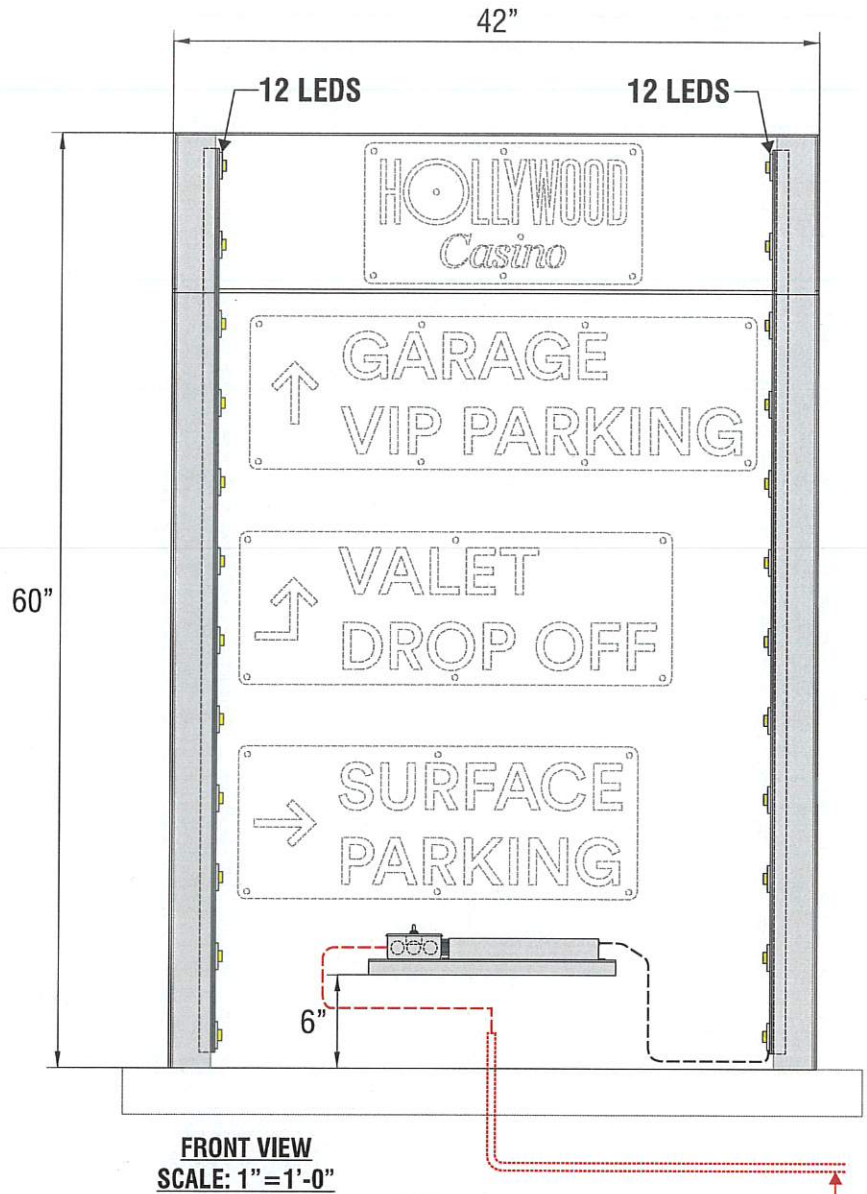 42”
12 LEDS
12 LEDS
HOLLYWOOD
Casino
GARAGE
VIP PARKING
VALET
DROP OFF
60”
SURFACE
PARKING
6”
FRONT VIEW
SCALE: 1”=1’-0”